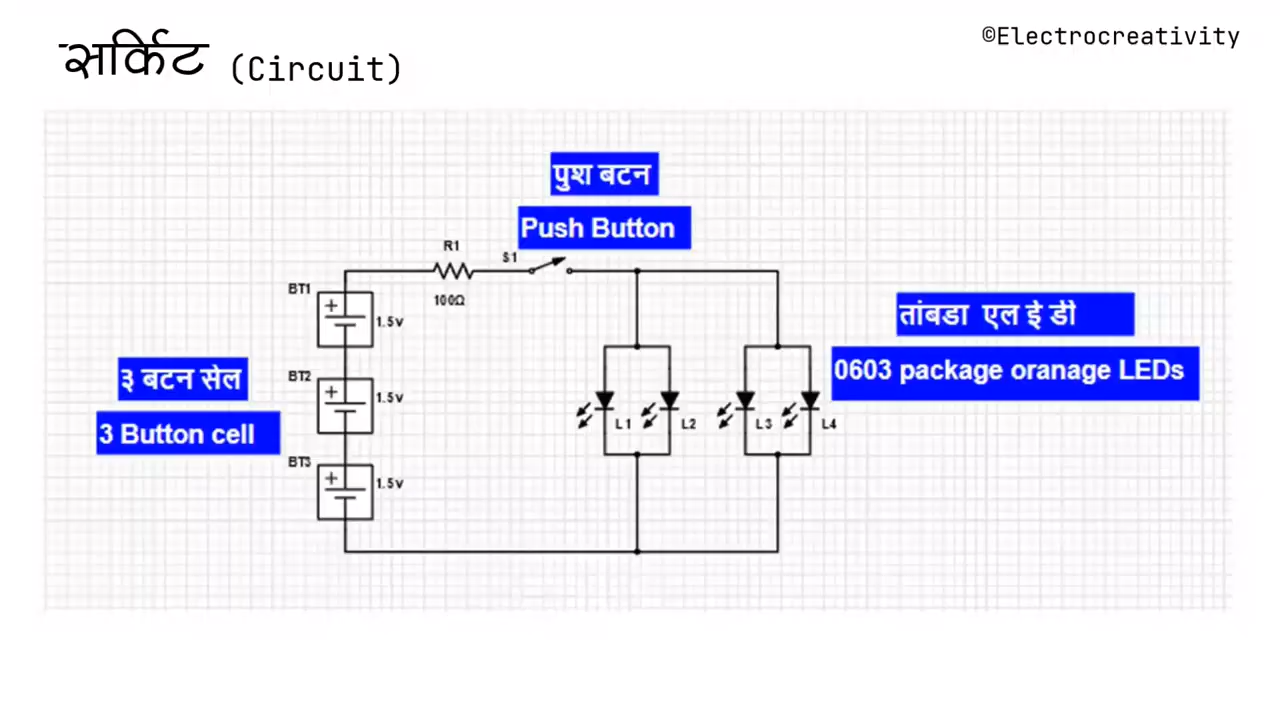 सर्किट (Circuit)
©Electrocreativity
पुश बटन
Push Button
R1
S1
100Ω
BT1
1.5v
तांबडा एल ई डी
0603 package oranage LEDs
३ बटन सेल
3 Button cell
BT2
1.5v
L1
L2
L3
L4
BT3
1.5v